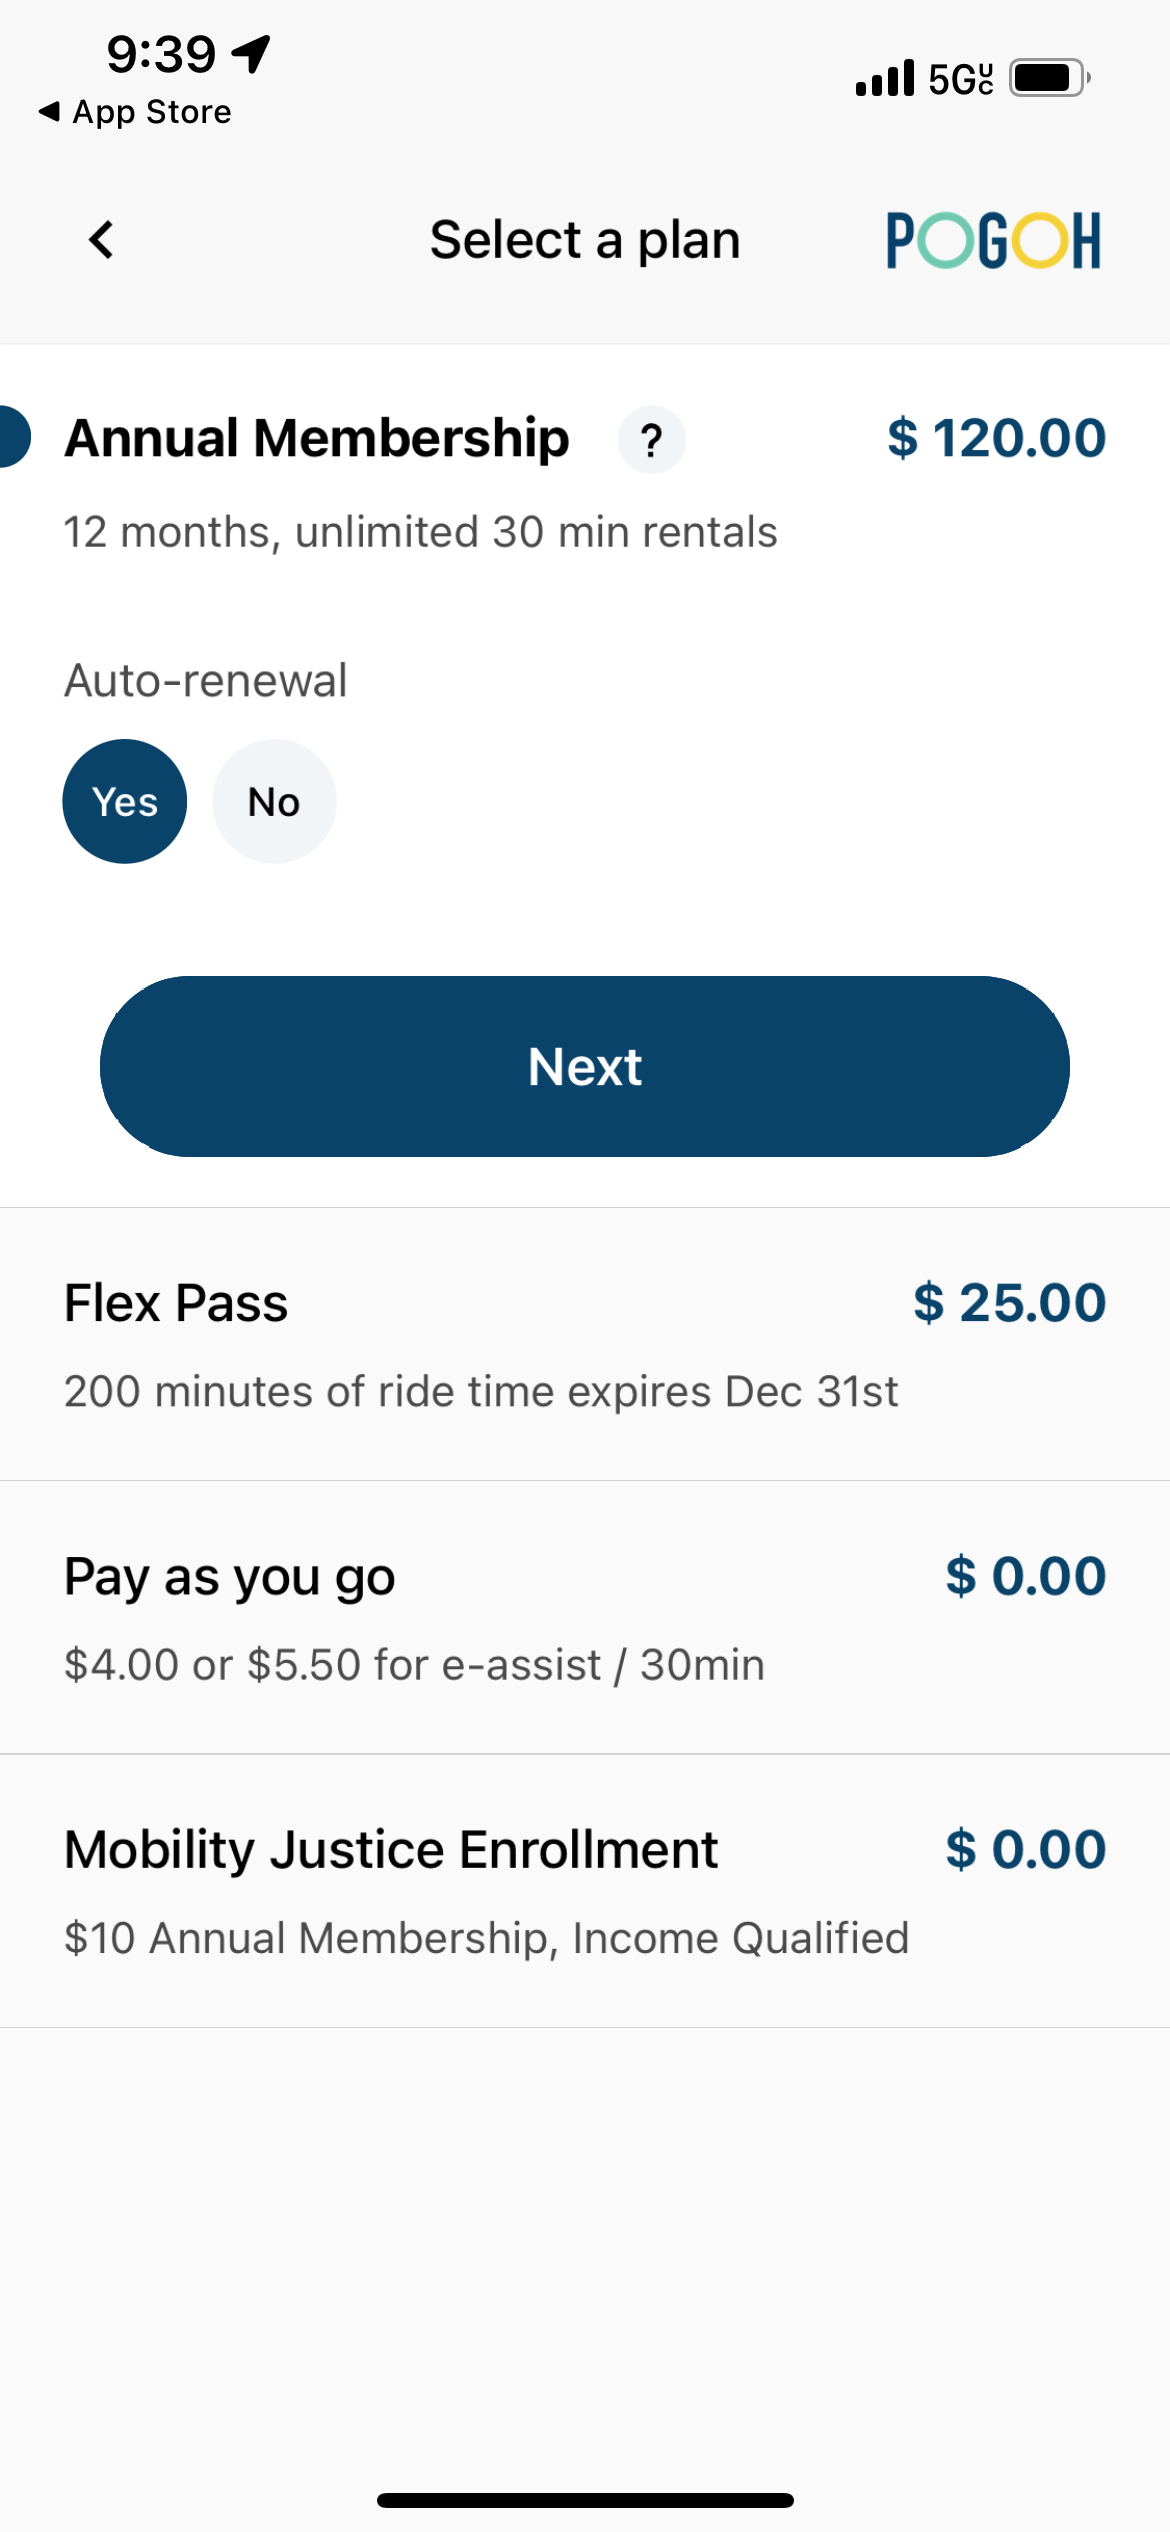 9:39
5G UC
◀ App Store
Select a plan
POGOH
Annual Membership ? $ 120.00
12 months, unlimited 30 min rentals
Auto-renewal
Yes No
Next
Flex Pass $ 25.00
200 minutes of ride time expires Dec 31st
Pay as you go $ 0.00
$4.00 or $5.50 for e-assist / 30min
Mobility Justice Enrollment $ 0.00
$10 Annual Membership, Income Qualified